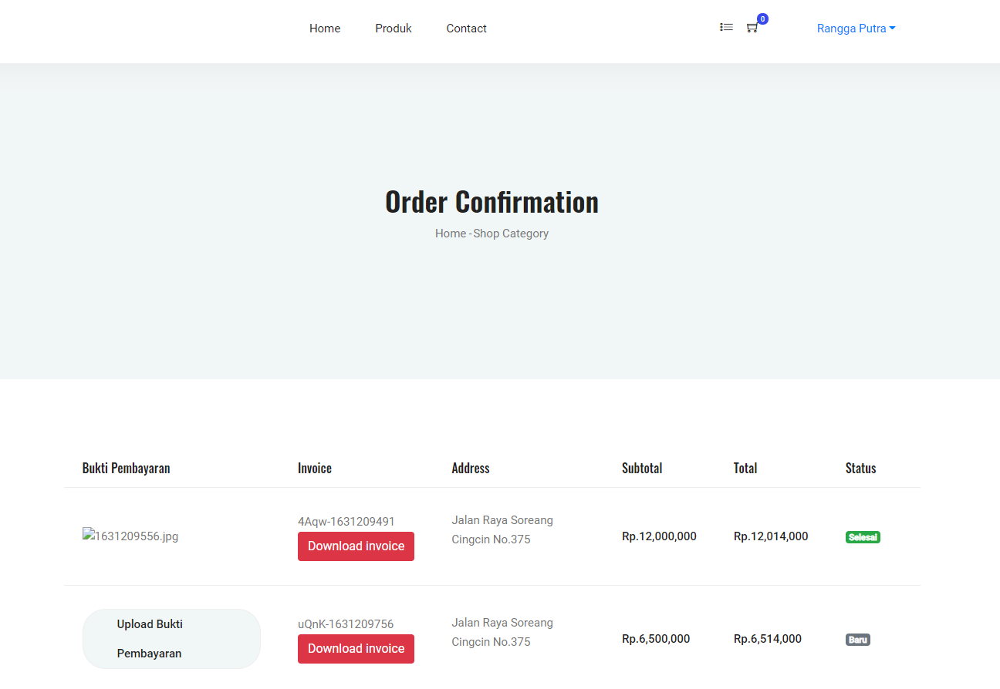 Home Produk Contact 0 Rangga Putra
Order Confirmation
Home - Shop Category
Bukti Pembayaran Invoice Address Subtotal Total Status
1631209556.jpg 4Aqw-1631209491 Jalan Raya Soreang Rp.12,000,000 Rp.12,014,000 Selesai
Download invoice Cingcin No.375
Upload Bukti uQnK-1631209756 Jalan Raya Soreang Rp.6,500,000 Rp.6,514,000 Baru
Pembayaran Download invoice Cingcin No.375